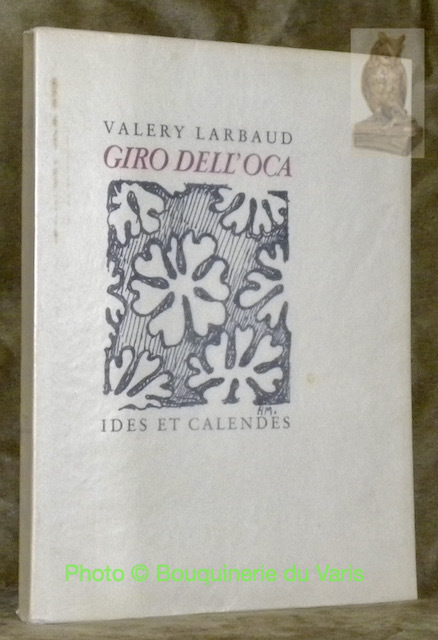 VALERY LARBAUD
GIRO DELL'OCA
HM.
IDES ET CALENDES
Photo © Bouquinerie du Varis